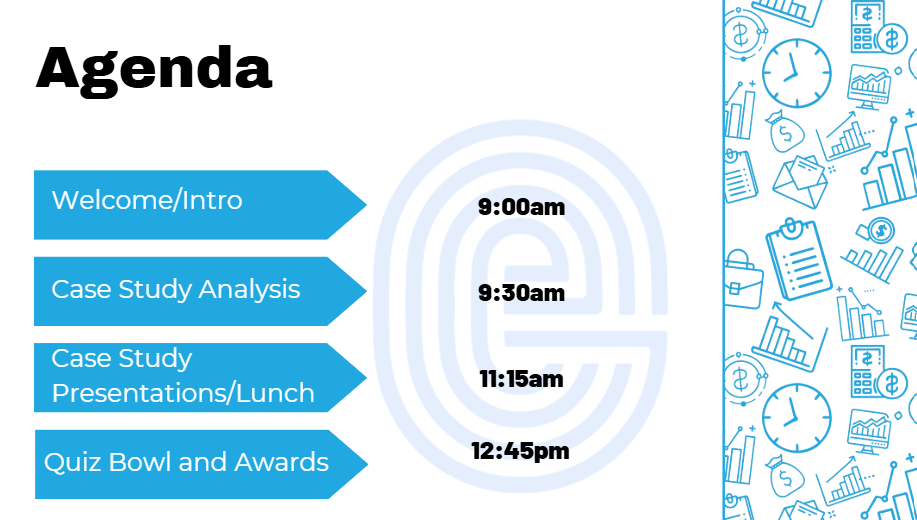 Agenda
Welcome/Intro
9:00am
Case Study Analysis
9:30am
Case Study
Presentations/Lunch
11:15am
Quiz Bowl and Awards
12:45pm